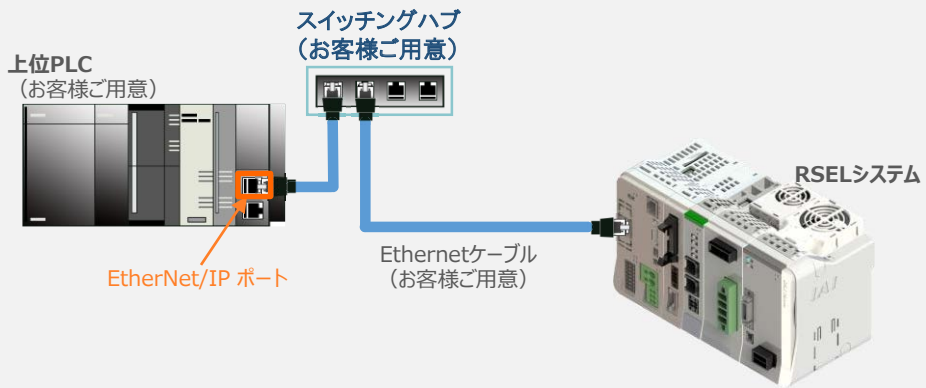 スイッチングハブ
（お客様ご用意）
上位PLC
（お客様ご用意）
RSELシステム
Ethernetケーブル
（お客様ご用意）
EtherNet/IP ポート
IAI